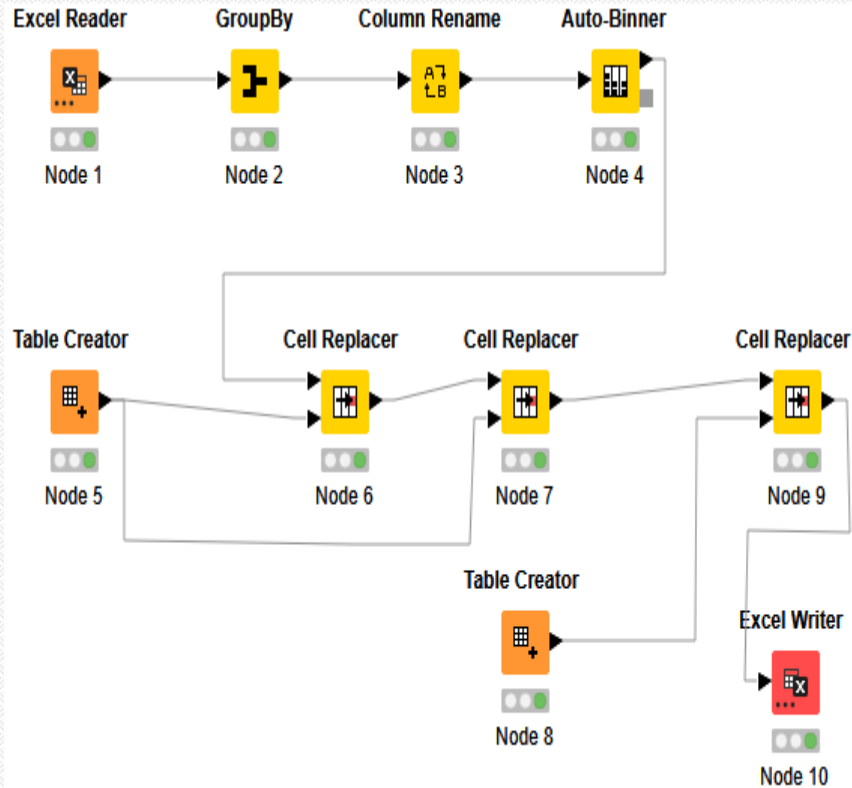 Excel Reader
GroupBy
Column Rename
Auto-Binner
Node 1
Node 2
Node 3
Node 4
Table Creator
Cell Replacer
Cell Replacer
Cell Replacer
Node 5
Node 6
Node 7
Node 9
Table Creator
Excel Writer
Node 8
Node 10